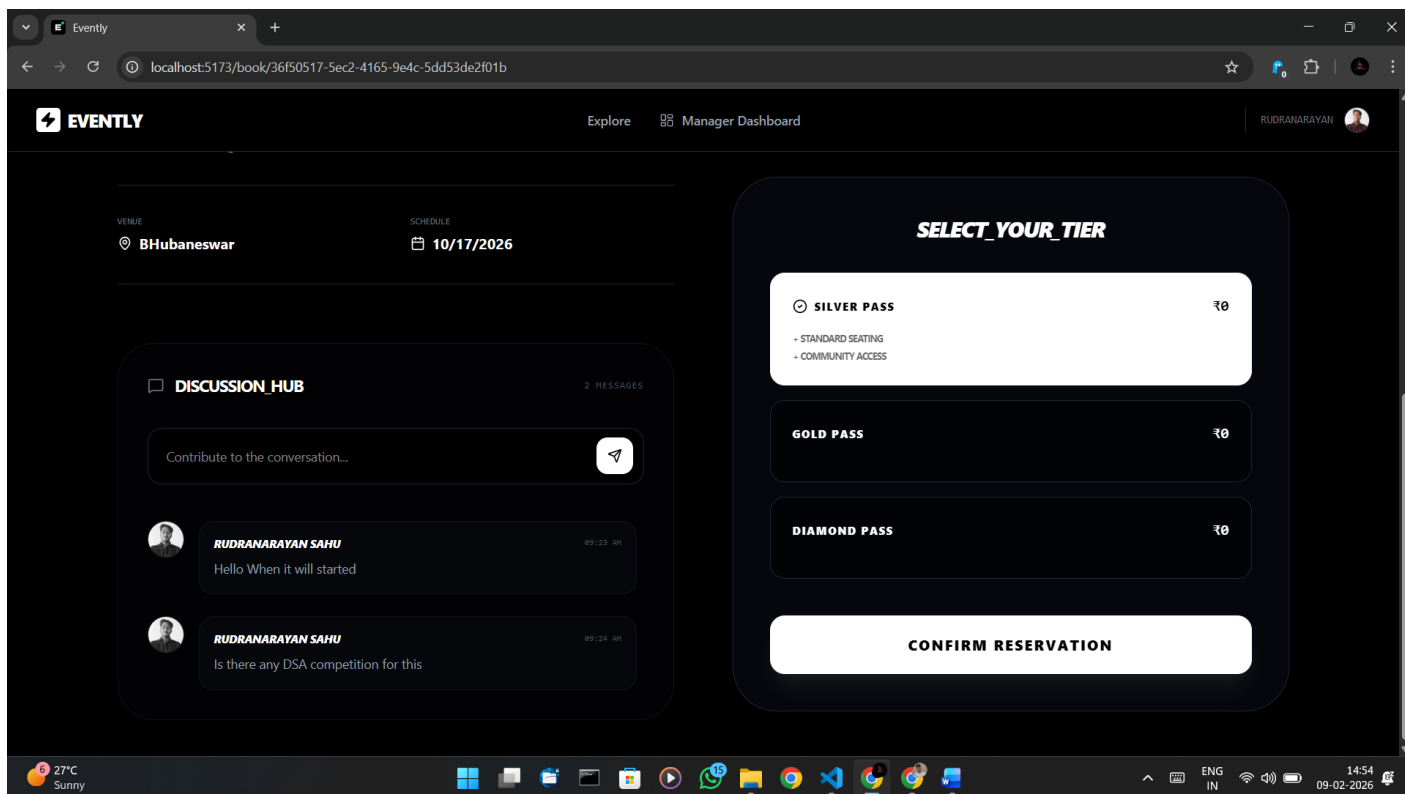 Evently
localhost:5173/book/36f50517-5ec2-4165-9e4c-5dd53de2f01b
0
EVENTLY
Explore
Manager Dashboard
RUDRANARAYAN
VENUE
SCHEDULE
BHubaneswar
10/17/2026
DISCUSSION_HUB
2 MESSAGES
Contribute to the conversation...
RUDRANARAYAN SAHU
09:23 AM
Hello When it will started
RUDRANARAYAN SAHU
09:24 AM
Is there any DSA competition for this
SELECT_YOUR_TIER
SILVER PASS
₹0
+ STANDARD SEATING
+ COMMUNITY ACCESS
GOLD PASS
₹0
DIAMOND PASS
₹0
CONFIRM RESERVATION
6
27°C
Sunny
15
ENG
IN
14:54
09-02-2026